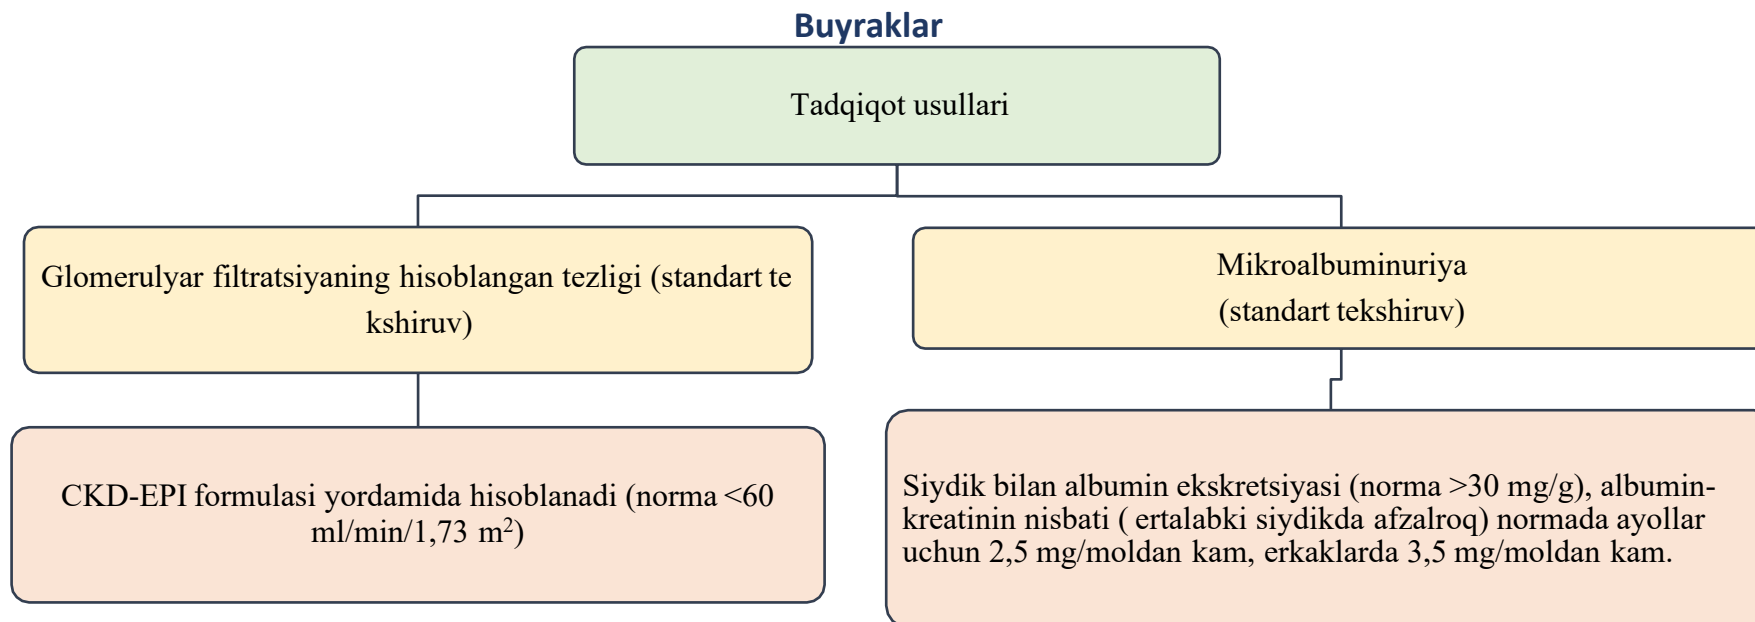 Buyraklar
Tadqiqot usullari
Glomerulyar filtratsiyaning hisoblangan tezligi (standart te
kshiruv)
Mikroalbuminuriya
(standart tekshiruv)
CKD-EPI formulasi yordamida hisoblanadi (norma <60
ml/min/1,73 m²)
Siydik bilan albumin ekskretsiyasi (norma >30 mg/g), albumin-
kreatinin nisbati ( ertalabki siydikda afzalroq) normada ayollar
uchun 2,5 mg/moldan kam, erkaklarda 3,5 mg/moldan kam.